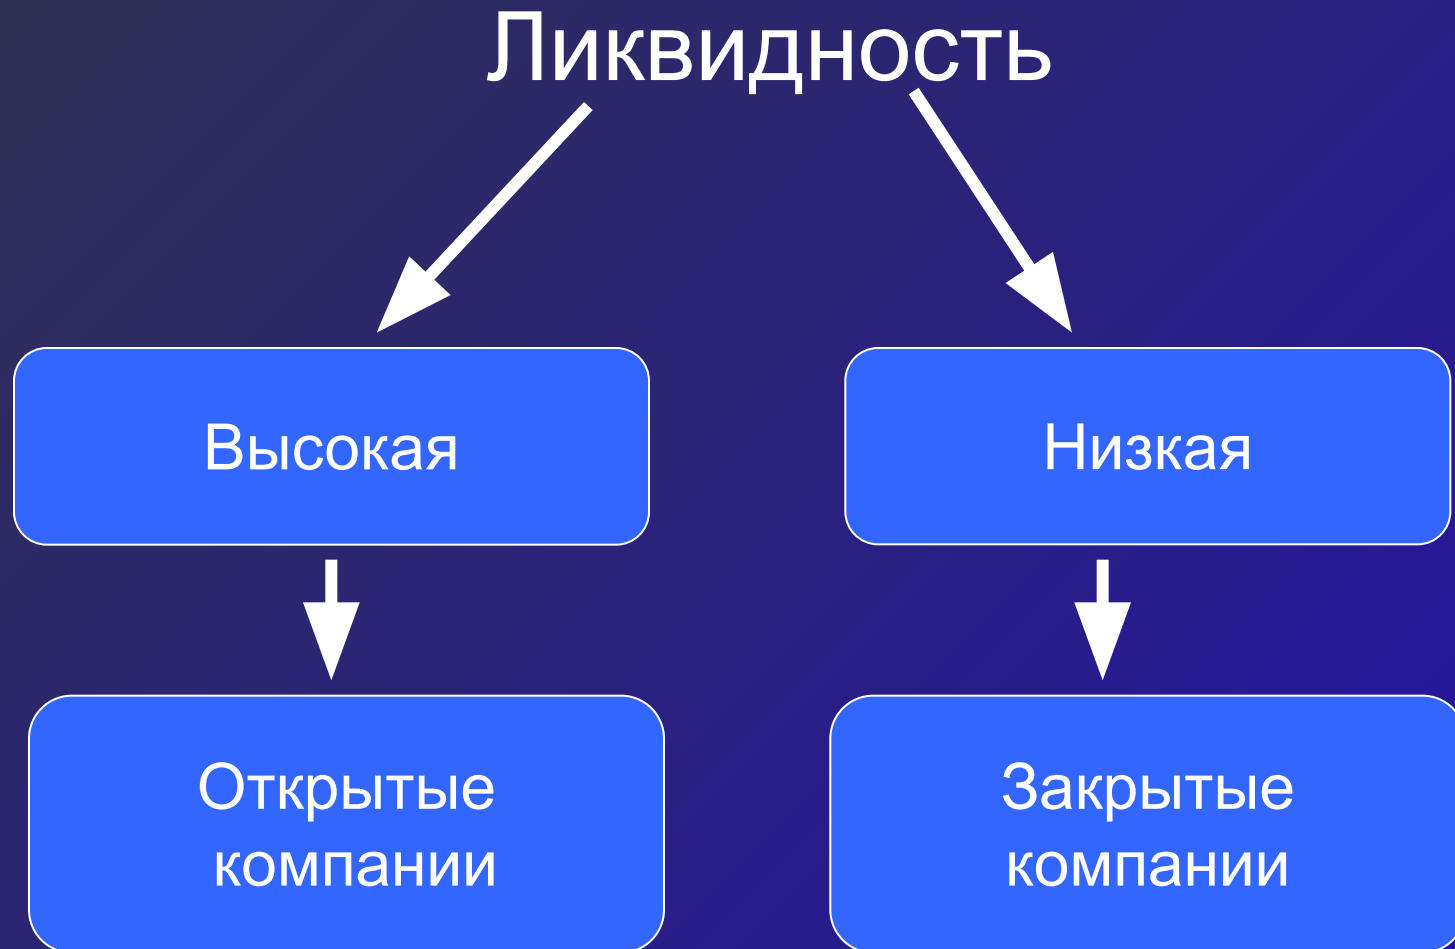 Ликвидность
Высокая
Низкая
Открытые
компании
Закрытые
компании